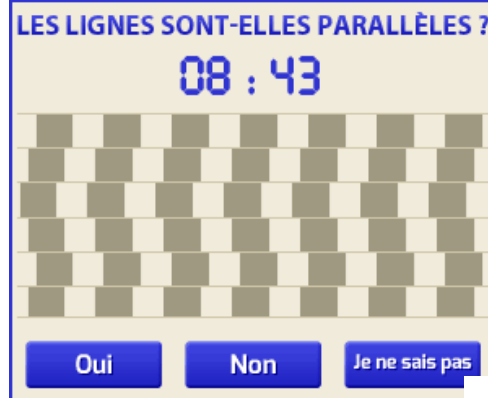 LES LIGNES SONT-ELLES PARALLÈLES ?
08 : 43
Oui
Non
Je ne sais pas